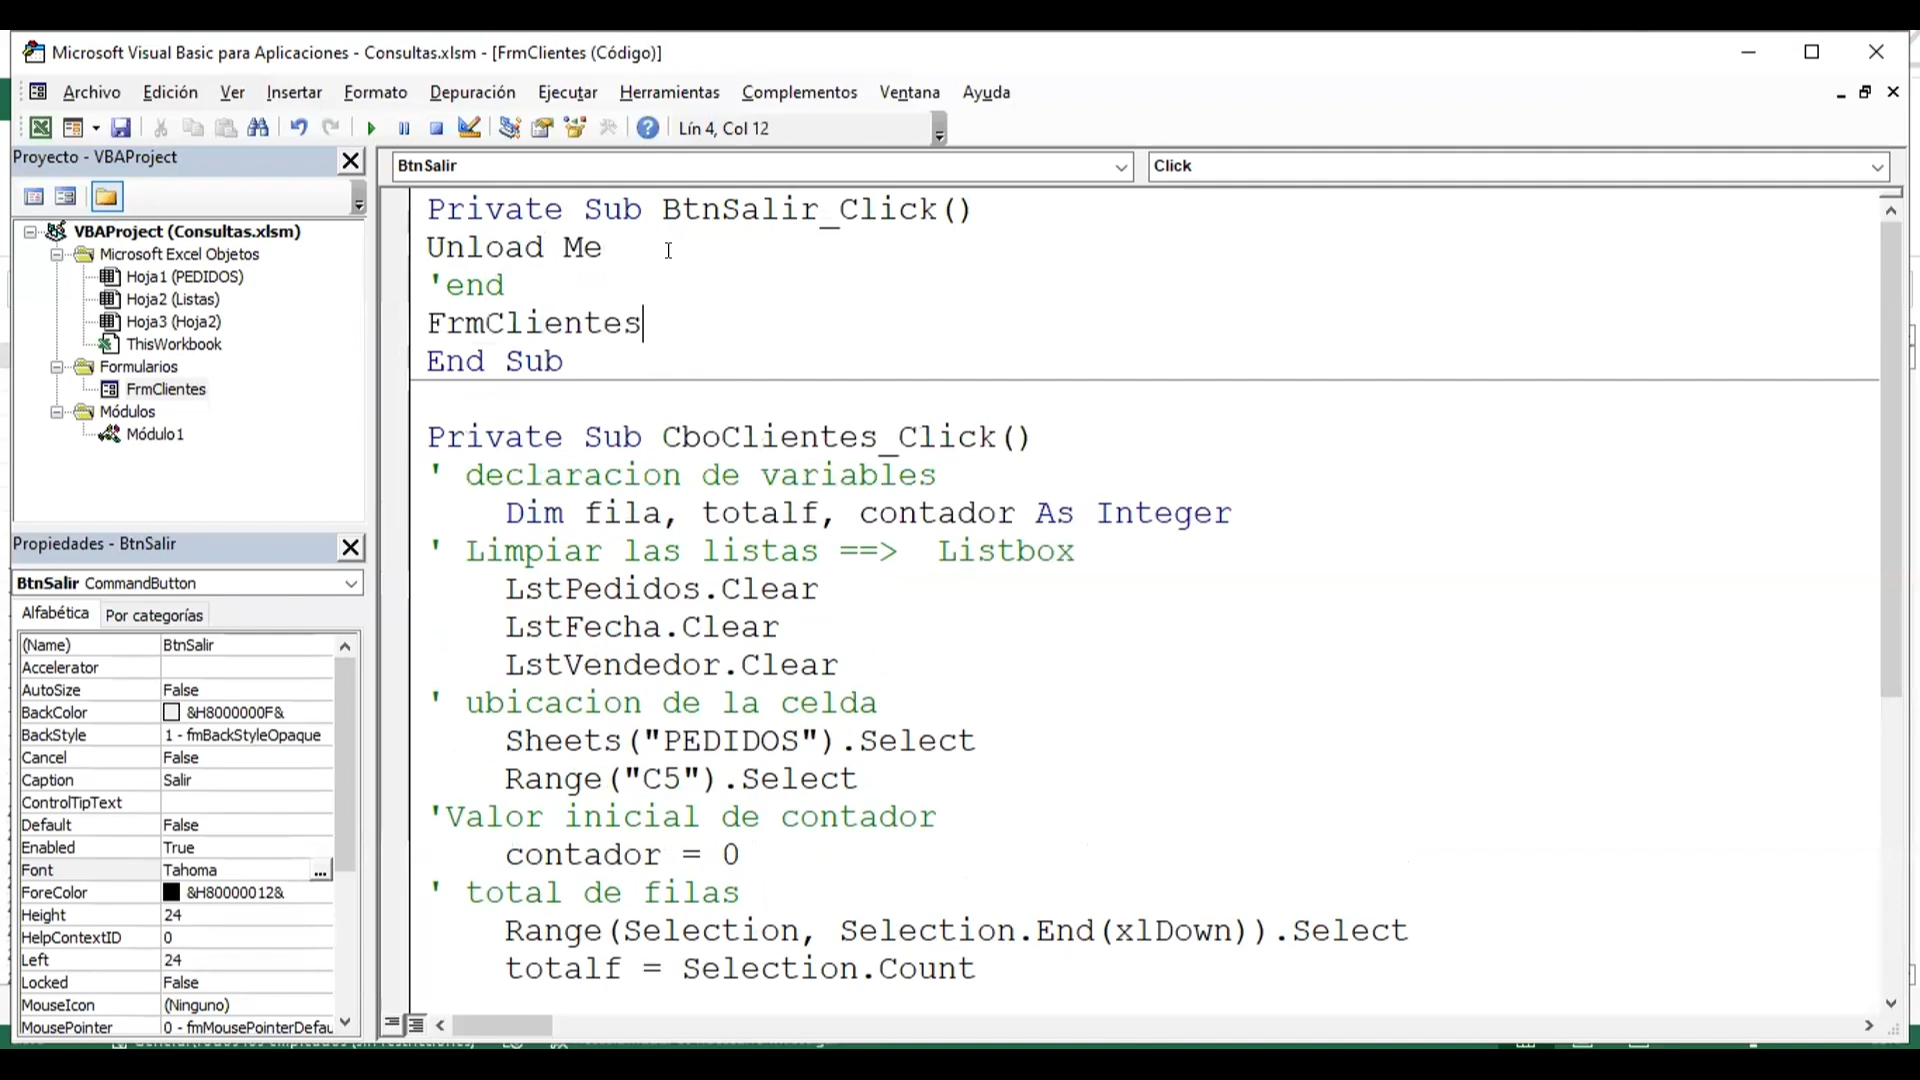 Microsoft Visual Basic para Aplicaciones - Consultas.xlsm - [FrmClientes (Código)]
Archivo Edición Ver Insertar Formato Depuración Ejecutar Herramientas Complementos Ventana Ayuda
Lín 4, Col 12
Proyecto - VBAProject
VBAProject (Consultas.xlsm)
Microsoft Excel Objetos
Hoja1 (PEDIDOS)
Hoja2 (Listas)
Hoja3 (Hoja2)
ThisWorkbook
Formularios
FrmClientes
Módulos
Módulo1
Propiedades - BtnSalir
BtnSalir CommandButton
Alfabética Por categorías
(Name) BtnSalir
Accelerator
AutoSize False
BackColor &H8000000F&
BackStyle 1 - fmBackStyleOpaque
Cancel False
Caption Salir
ControlTipText
Default False
Enabled True
Font Tahoma ...
ForeColor &H80000012&
Height 24
HelpContextID 0
Left 24
Locked False
MouseIcon (Ninguno)
MousePointer 0 - fmMousePointerDefau
BtnSalir Click
Private Sub BtnSalir_Click()
Unload Me
'end
FrmClientes
End Sub
Private Sub CboClientes_Click()
' declaracion de variables
Dim fila, totalf, contador As Integer
' Limpiar las listas ==> Listbox
LstPedidos.Clear
LstFecha.Clear
LstVendedor.Clear
' ubicacion de la celda
Sheets("PEDIDOS").Select
Range("C5").Select
'Valor inicial de contador
contador = 0
' total de filas
Range(Selection, Selection.End(xlDown)).Select
totalf = Selection.Count